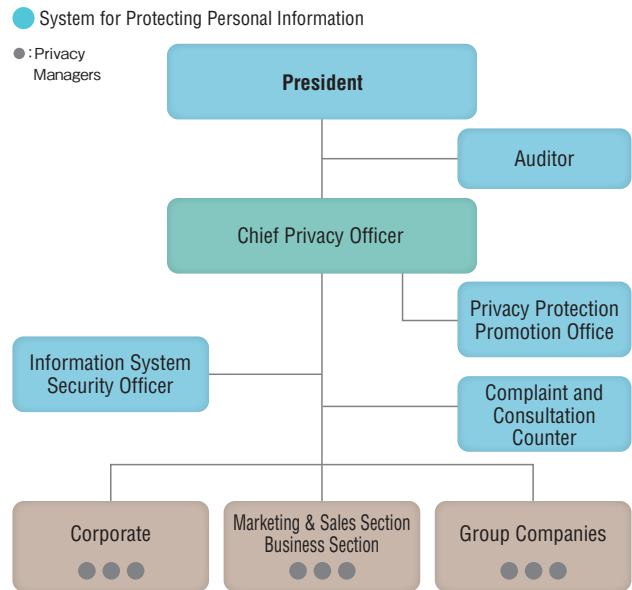 System for Protecting Personal Information
: Privacy
Managers
President
Auditor
Chief Privacy Officer
Privacy Protection
Promotion Office
Information System
Security Officer
Complaint and
Consultation
Counter
Corporate
Marketing & Sales Section
Business Section
Group Companies